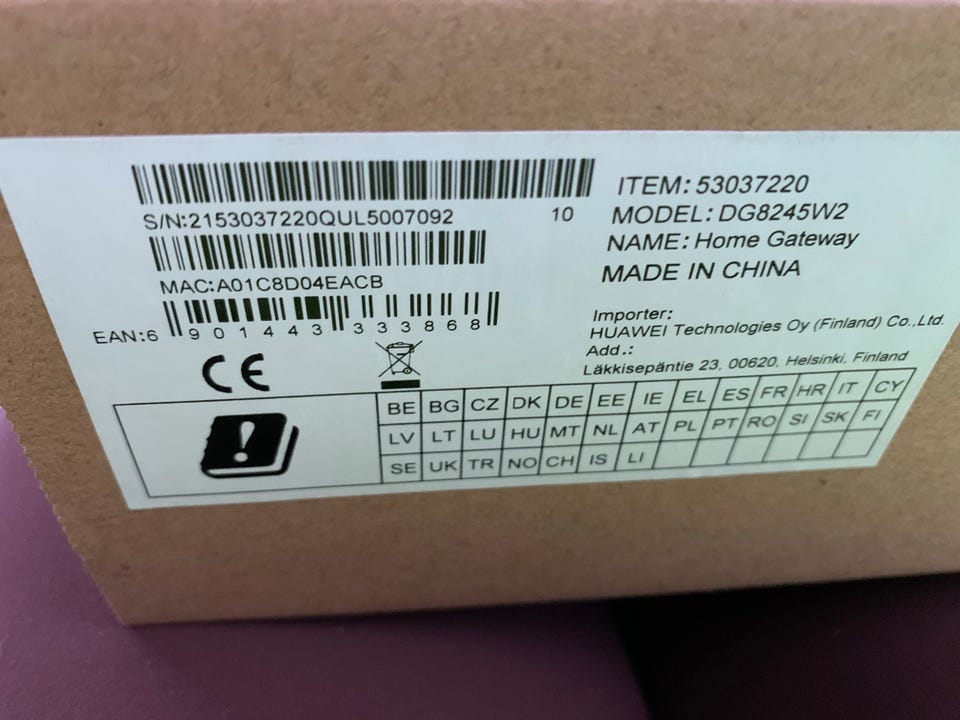 S/N:2153037220QUL5007092 10
MAC:A01C8D04EACB
EAN:6 901443 333868
CE
ITEM: 53037220
MODEL: DG8245W2
NAME: Home Gateway
MADE IN CHINA
Importer:
HUAWEI Technologies Oy (Finland) Co.,Ltd.
Add.:
Läkkisepäntie 23, 00620, Helsinki, Finland
BE BG CZ DK DE EE IE EL ES FR HR IT CY
LV LT LU HU MT NL AT PL PT RO SI SK FI
SE UK TR NO CH IS LI